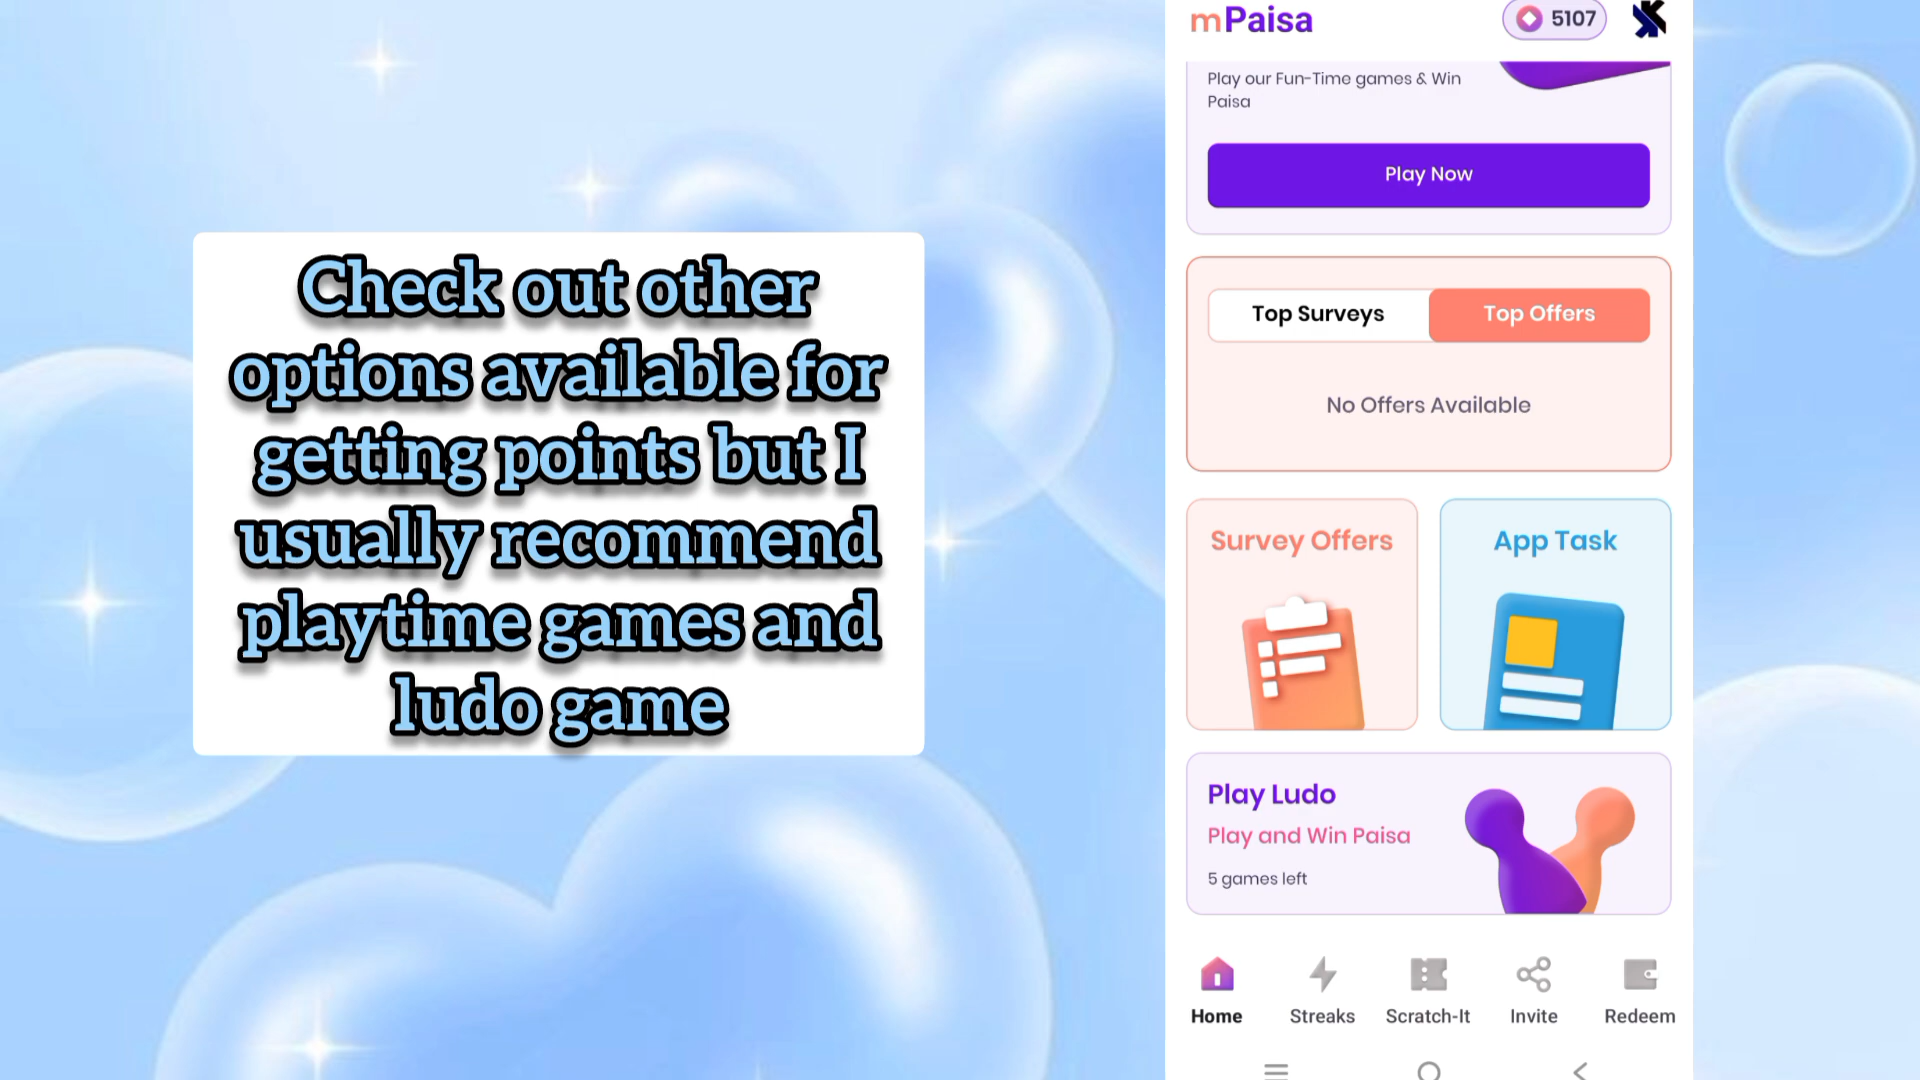 Check out other
options available for
getting points but I
usually recommend
playtime games and
ludo game
mPaisa
5107
Play our Fun-Time games & Win
Paisa
Play Now
Top Surveys
Top Offers
No Offers Available
Survey Offers
App Task
Play Ludo
Play and Win Paisa
5 games left
Home
Streaks
Scratch-It
Invite
Redeem